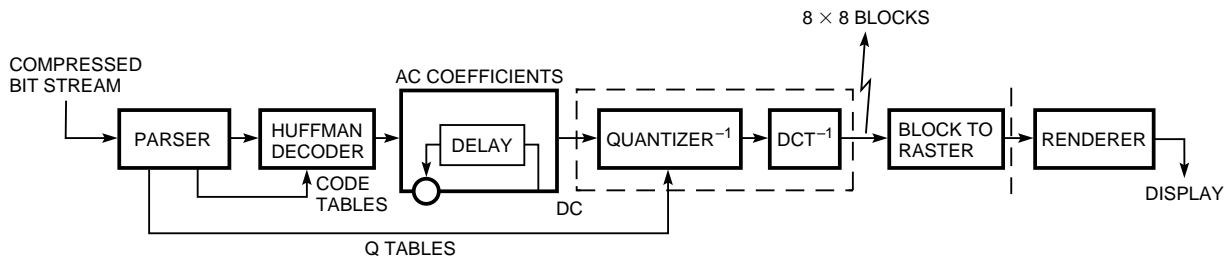 8 × 8 BLOCKS
COMPRESSED
BIT STREAM
AC COEFFICIENTS
PARSER
HUFFMAN
DECODER
DELAY
QUANTIZER⁻¹
DCT⁻¹
BLOCK TO
RASTER
RENDERER
CODE
TABLES
DC
DISPLAY
Q TABLES